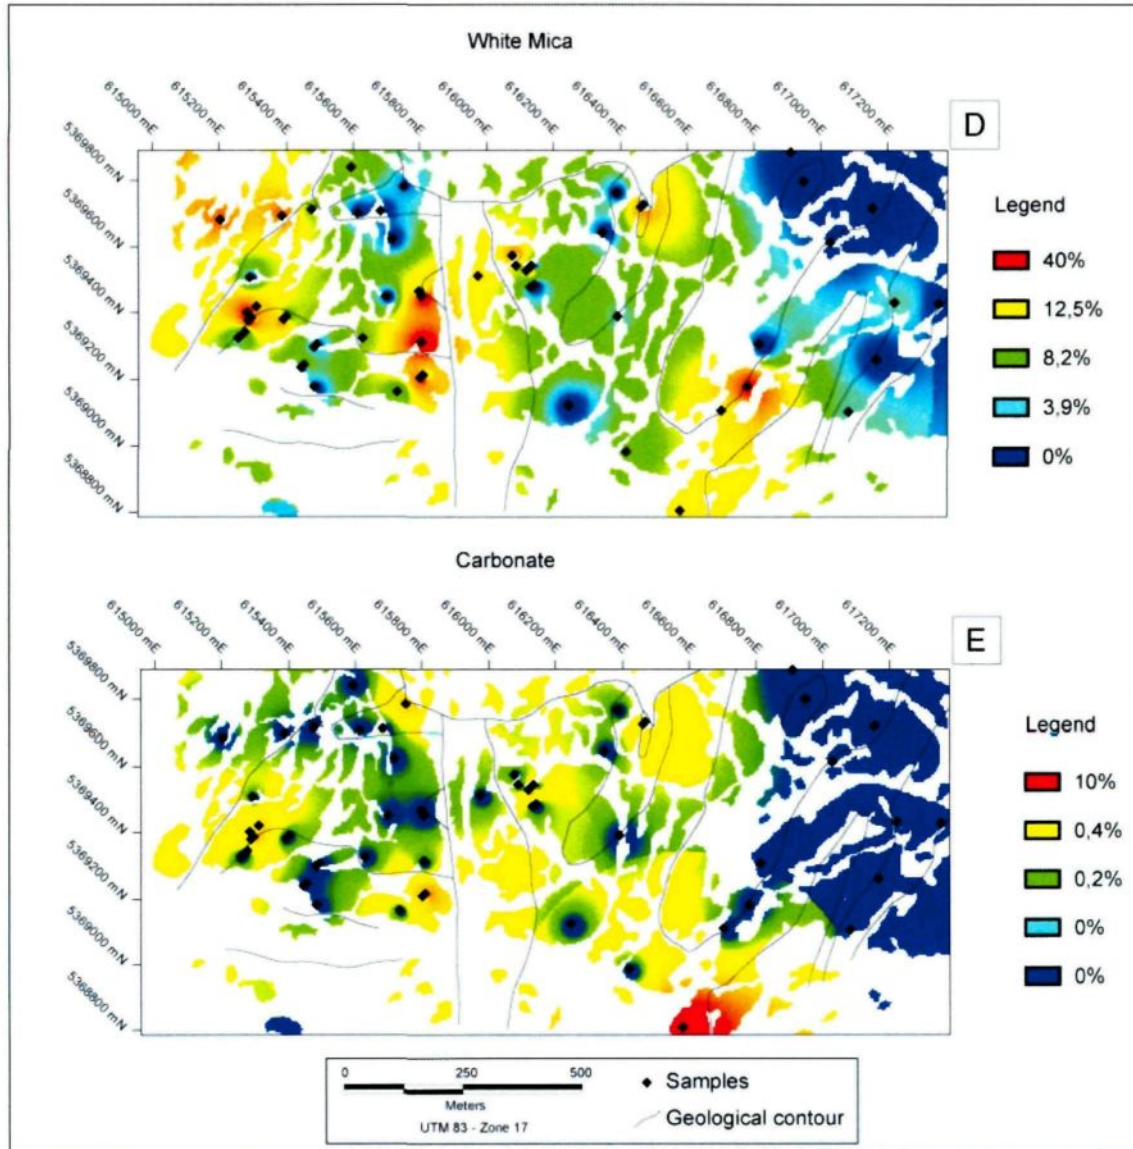 White Mica
615000 mE
615200 mE
615400 mE
615600 mE
615800 mE
616000 mE
616200 mE
616400 mE
616600 mE
616800 mE
617000 mE
617200 mE
D
5369800 mN
5369600 mN
5369400 mN
5369200 mN
5369000 mN
5368800 mN
Legend
40%
12,5%
8,2%
3,9%
0%
Carbonate
615000 mE
615200 mE
615400 mE
615600 mE
615800 mE
616000 mE
616200 mE
616400 mE
616600 mE
616800 mE
617000 mE
617200 mE
E
5369800 mN
5369600 mN
5369400 mN
5369200 mN
5369000 mN
5368800 mN
Legend
10%
0,4%
0,2%
0%
0%
0 250 500
Meters
UTM 83 - Zone 17
Samples
Geological contour